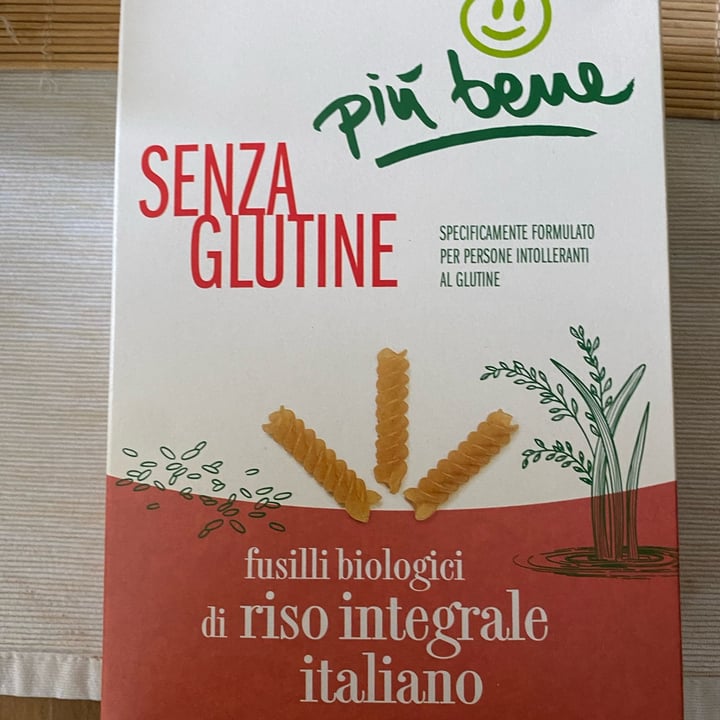 più bene
SENZA
GLUTINE
SPECIFICAMENTE FORMULATO
PER PERSONE INTOLLERANTI
AL GLUTINE
fusilli biologici
di riso integrale
italiano